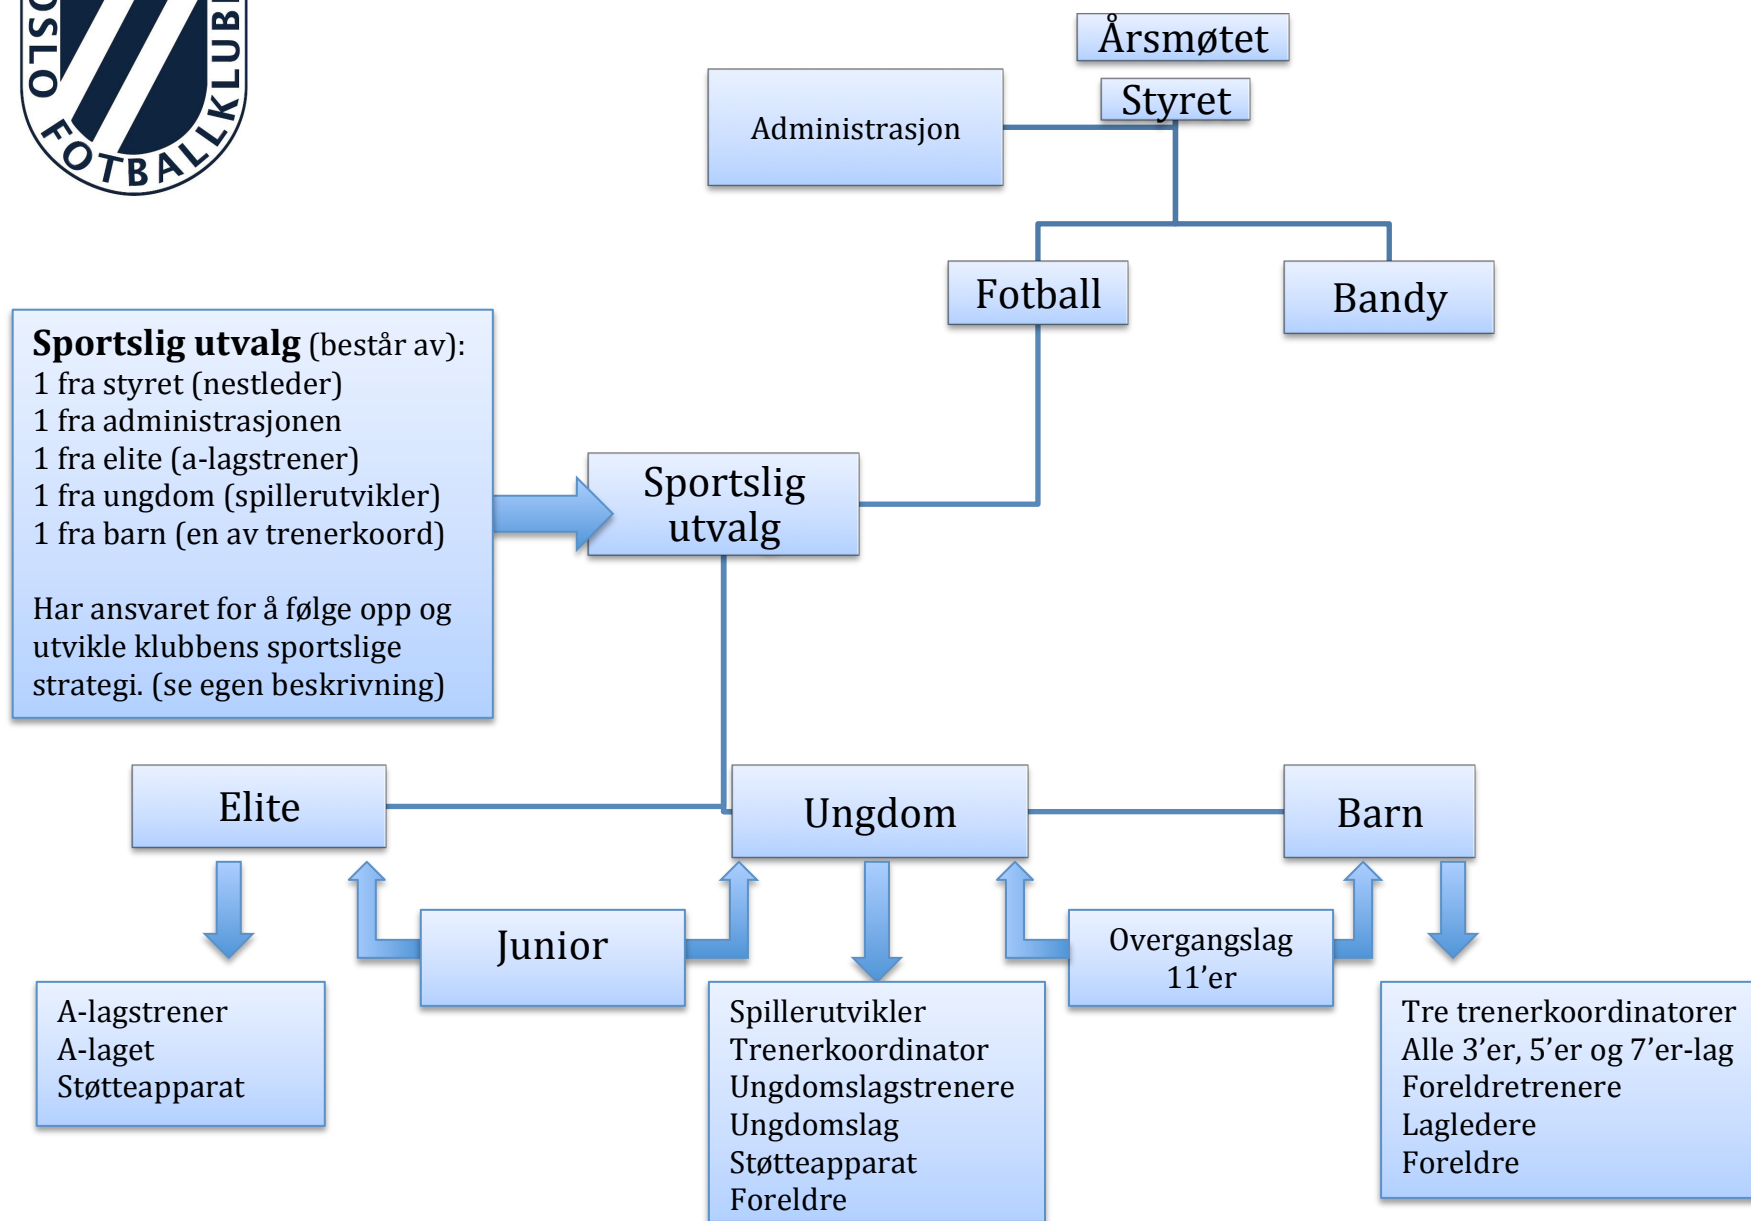 OSLO FOTBALLKLUBB
Årsmøtet
Styret
Administrasjon
Fotball
Bandy
Sportslig utvalg (består av):
1 fra styret (nestleder)
1 fra administrasjonen
1 fra elite (a-lagstrener)
1 fra ungdom (spillerutvikler)
1 fra barn (en av trenerkoord)
Har ansvaret for å følge opp og
utvikle klubbens sportslige
strategi. (se egen beskrivning)
Sportslig
utvalg
Elite
Ungdom
Barn
Junior
Overgangslag
11’er
A-lagstrener
A-laget
Støtteapparat
Spillerutvikler
Trenerkoordinator
Ungdomslagstrenere
Ungdomslag
Støtteapparat
Foreldre
Tre trenerkoordinatorer
Alle 3’er, 5’er og 7’er-lag
Foreldretrenere
Lagledere
Foreldre